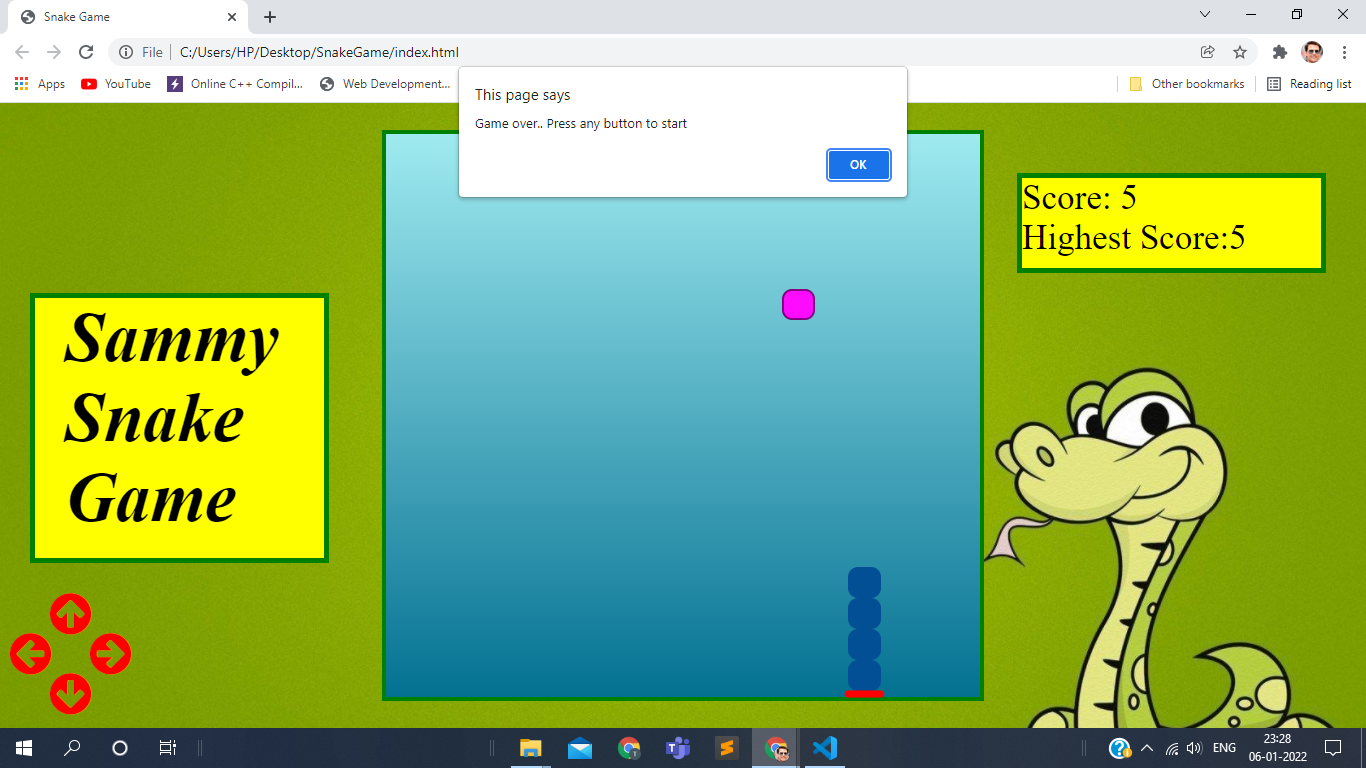 Snake Game
File
C:/Users/HP/Desktop/SnakeGame/index.html
Apps
YouTube
Online C++ Compil...
Web Development...
Other bookmarks
Reading list
This page says
Game over.. Press any button to start
OK
Score: 5
Highest Score:5
Sammy
Snake
Game
ENG
23:28
06-01-2022